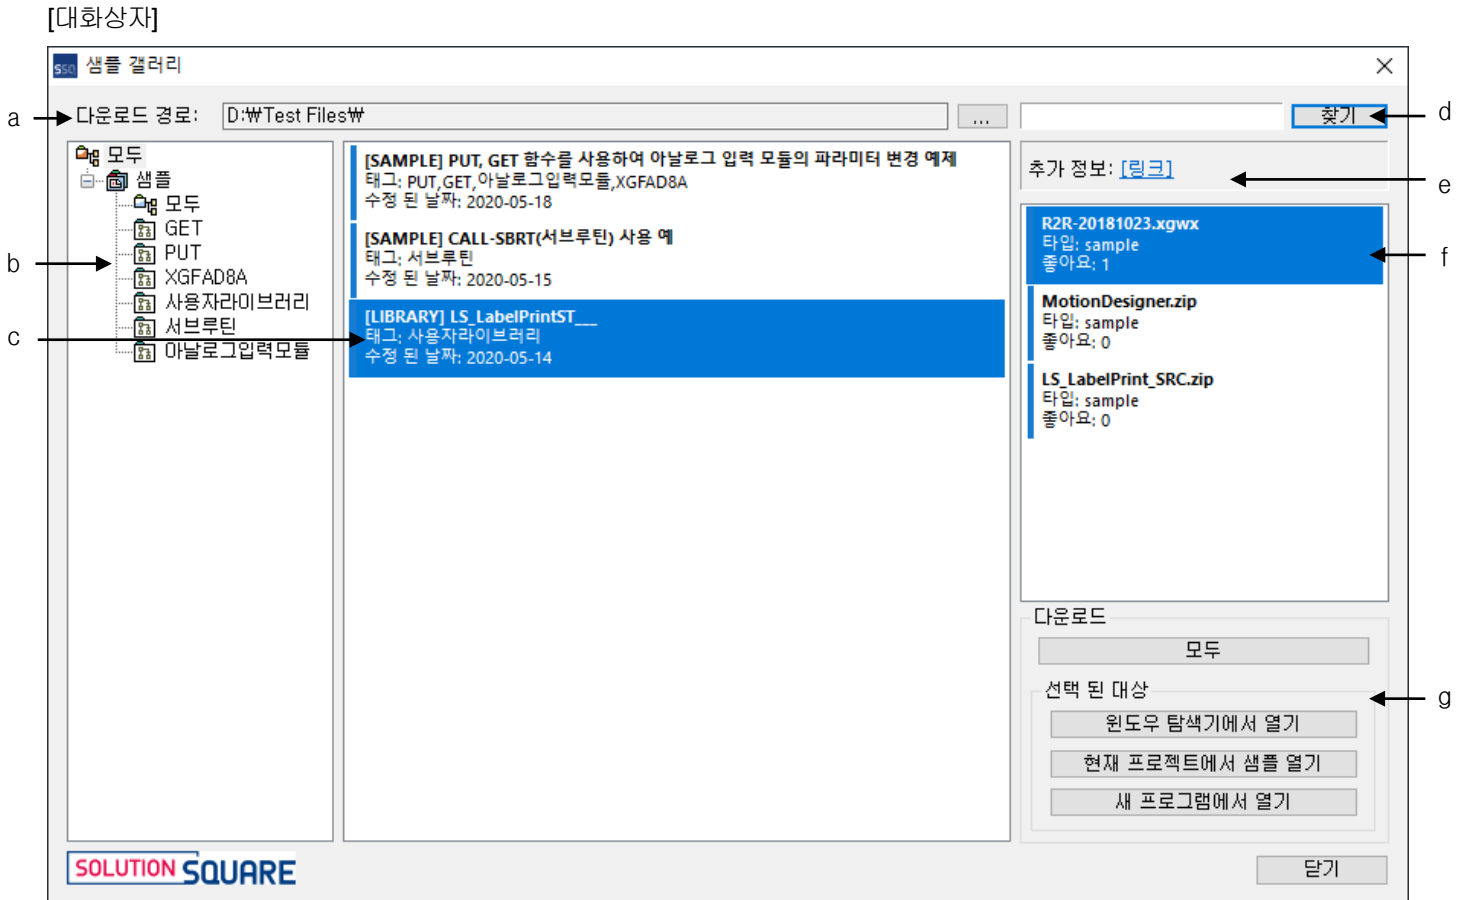 [대화상자]
SSQ 샘플 갤러리
a 다운로드 경로: D:₩Test Files₩ ... 찾기 d
모두
샘플
모두
GET
PUT
XGFAD8A
사용자라이브러리
서브루틴
아날로그입력모듈
b
c
[SAMPLE] PUT, GET 함수를 사용하여 아날로그 입력 모듈의 파라미터 변경 예제
태그: PUT,GET,아날로그입력모듈,XGFAD8A
수정 된 날짜: 2020-05-18
[SAMPLE] CALL-SBRT(서브루틴) 사용 예
태그: 서브루틴
수정 된 날짜: 2020-05-15
[LIBRARY] LS_LabelPrintST___
태그: 사용자라이브러리
수정 된 날짜: 2020-05-14
추가 정보: [링크]
e
R2R-20181023.xgwx
타입: sample
좋아요: 1
f
MotionDesigner.zip
타입: sample
좋아요: 0
LS_LabelPrint_SRC.zip
타입: sample
좋아요: 0
다운로드
모두
선택 된 대상
g
윈도우 탐색기에서 열기
현재 프로젝트에서 샘플 열기
새 프로그램에서 열기
SOLUTION SQUARE
닫기